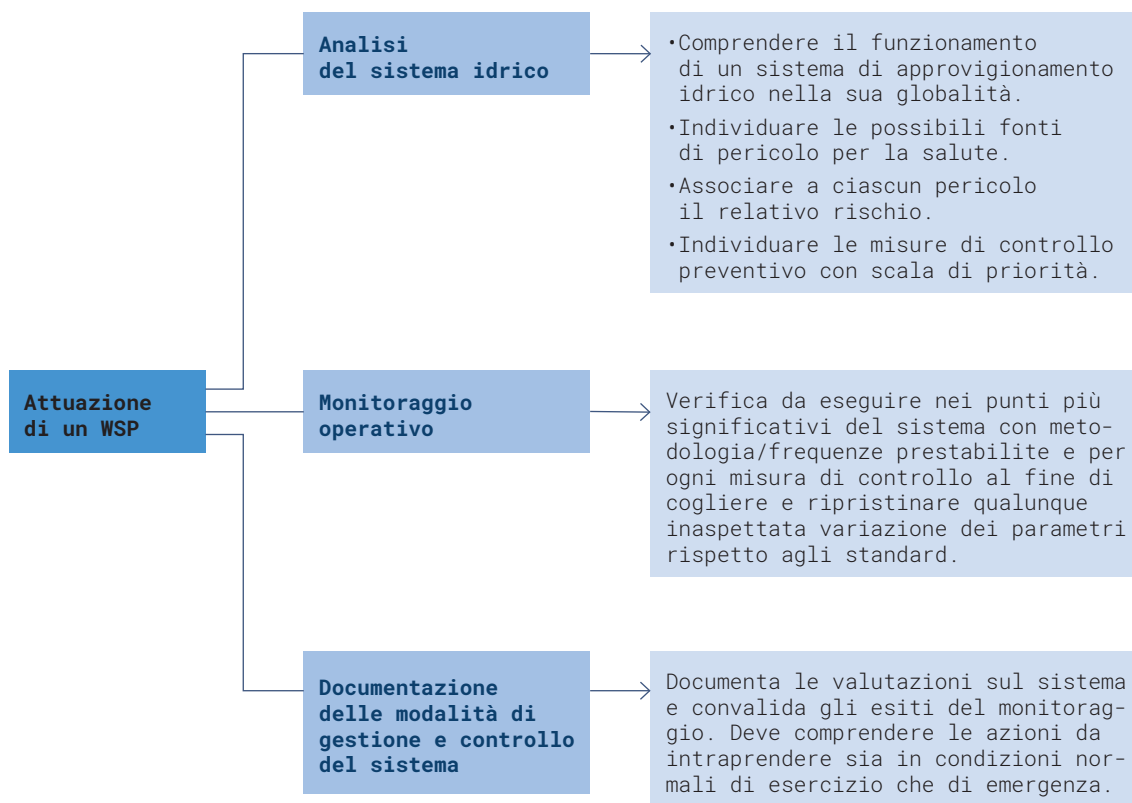 Attuazione
di un WSP
Analisi
del sistema idrico
•Comprendere il funzionamento
di un sistema di approvigionamento
idrico nella sua globalità.
•Individuare le possibili fonti
di pericolo per la salute.
•Associare a ciascun pericolo
il relativo rischio.
•Individuare le misure di controllo
preventivo con scala di priorità.
Monitoraggio
operativo
Verifica da eseguire nei punti più
significativi del sistema con meto-
dologia/frequenze prestabilite e per
ogni misura di controllo al fine di
cogliere e ripristinare qualunque
inaspettata variazione dei parametri
rispetto agli standard.
Documentazione
delle modalità di
gestione e controllo
del sistema
Documenta le valutazioni sul sistema
e convalida gli esiti del monitorag-
gio. Deve comprendere le azioni da
intraprendere sia in condizioni nor-
mali di esercizio che di emergenza.